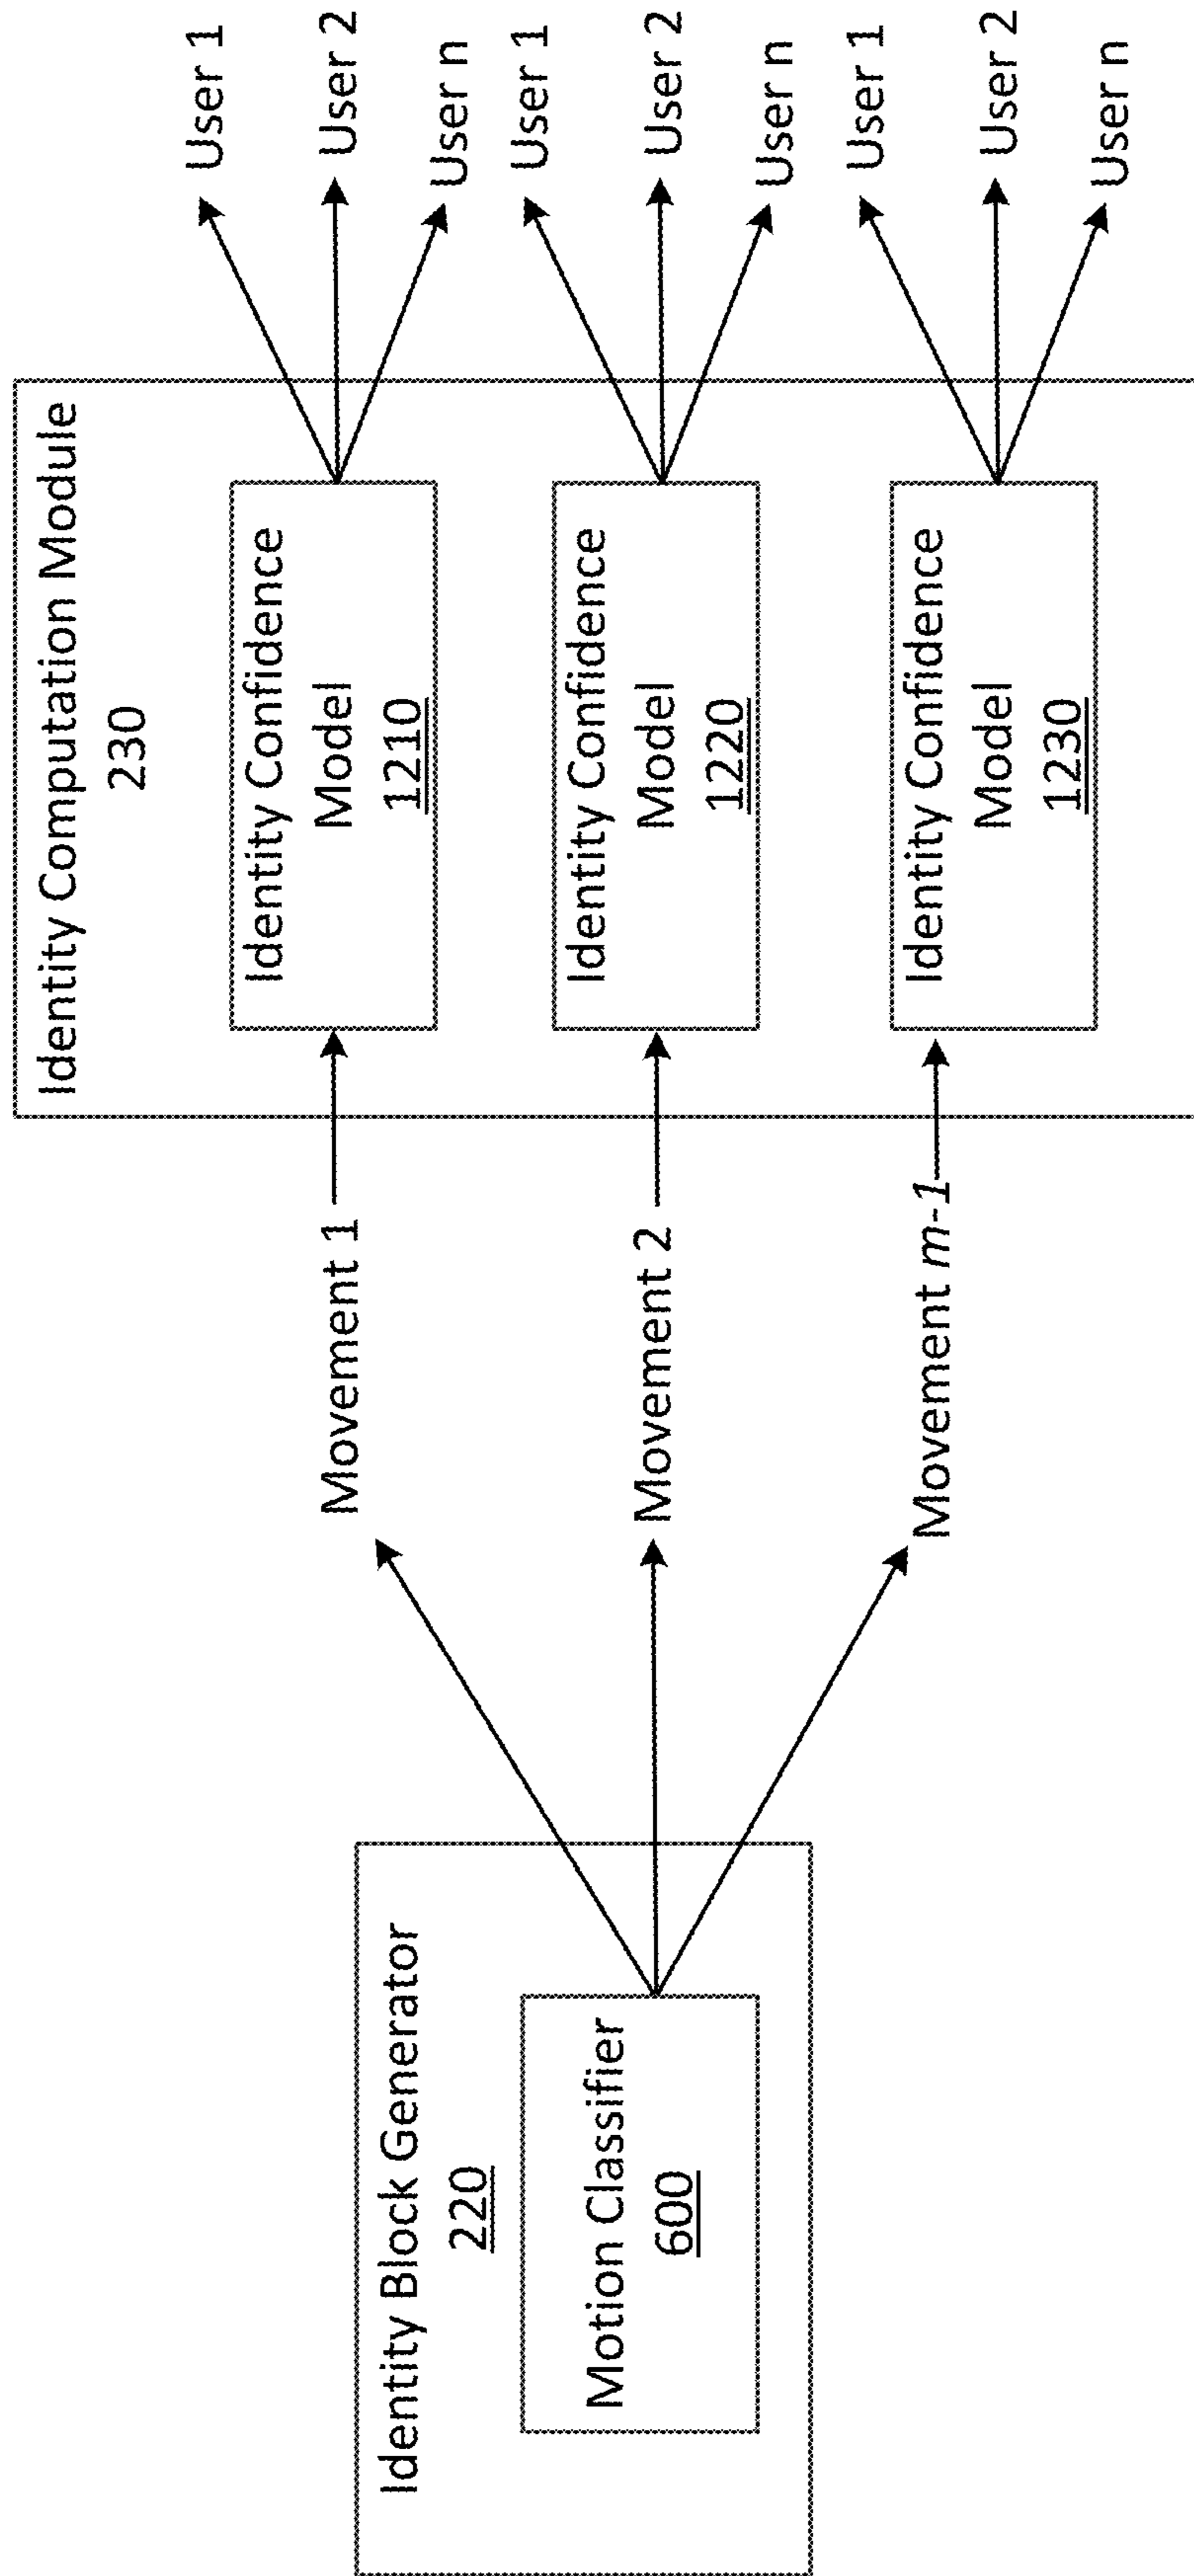 Identity Block Generator
220
Motion Classifier
600
Movement 1
Movement 2
Movement m-1
Identity Computation Module
230
Identity Confidence
Model
1210
Identity Confidence
Model
1220
Identity Confidence
Model
1230
User 1
User 2
User n
User 1
User 2
User n
User 1
User 2
User n